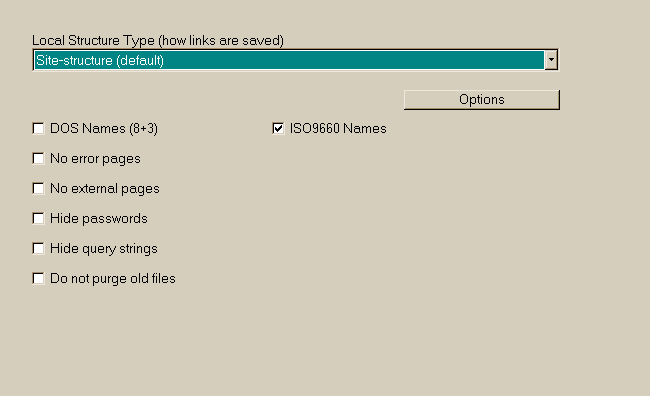 Local Structure Type (how links are saved)
Site-structure (default)
Options
DOS Names (8+3)
ISO9660 Names
No error pages
No external pages
Hide passwords
Hide query strings
Do not purge old files